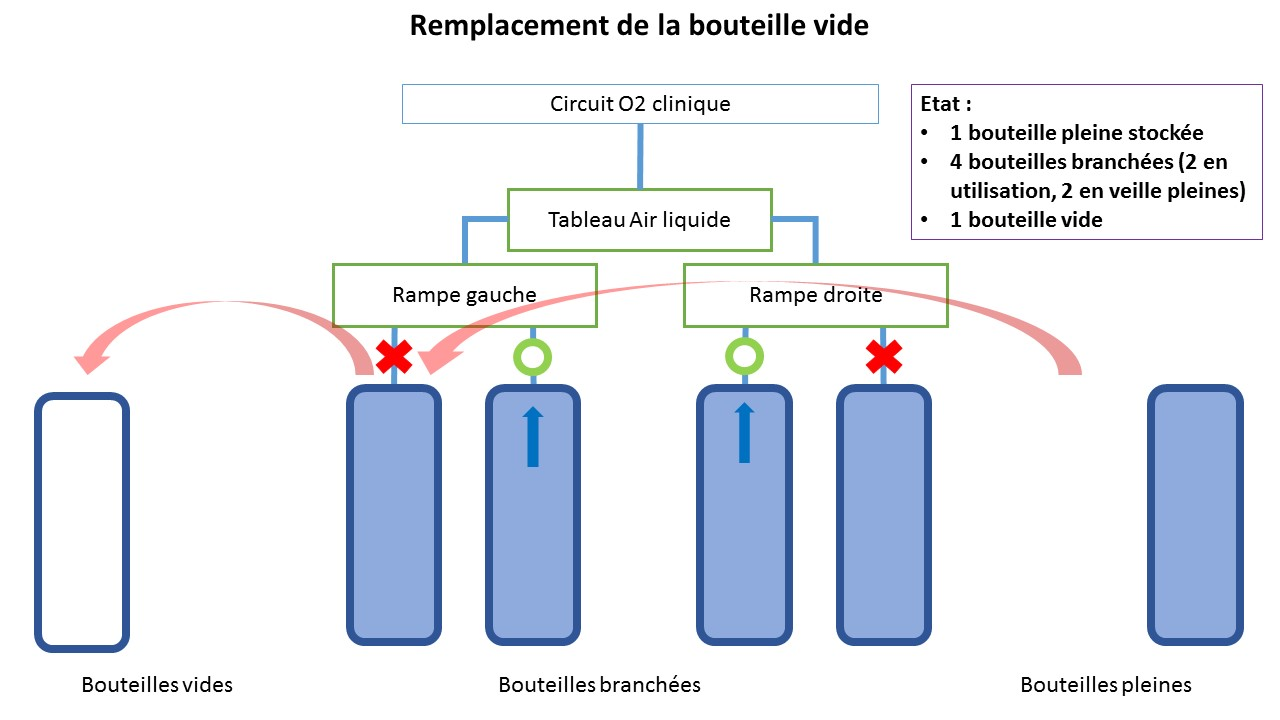 Remplacement de la bouteille vide
Circuit O2 clinique
Etat :
• 1 bouteille pleine stockée
• 4 bouteilles branchées (2 en
utilisation, 2 en veille pleines)
• 1 bouteille vide
Tableau Air liquide
Rampe gauche
Rampe droite
Bouteilles vides
Bouteilles branchées
Bouteilles pleines